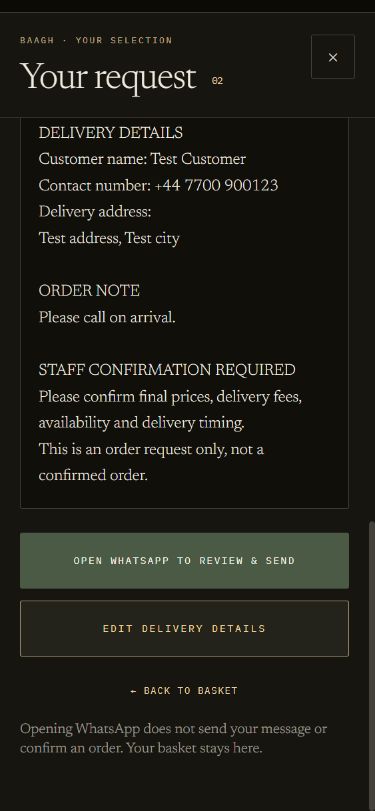 BAAGH · YOUR SELECTION
Your request 02
×
DELIVERY DETAILS
Customer name: Test Customer
Contact number: +44 7700 900123
Delivery address:
Test address, Test city
ORDER NOTE
Please call on arrival.
STAFF CONFIRMATION REQUIRED
Please confirm final prices, delivery fees,
availability and delivery timing.
This is an order request only, not a
confirmed order.
OPEN WHATSAPP TO REVIEW & SEND
EDIT DELIVERY DETAILS
← BACK TO BASKET
Opening WhatsApp does not send your message or
confirm an order. Your basket stays here.